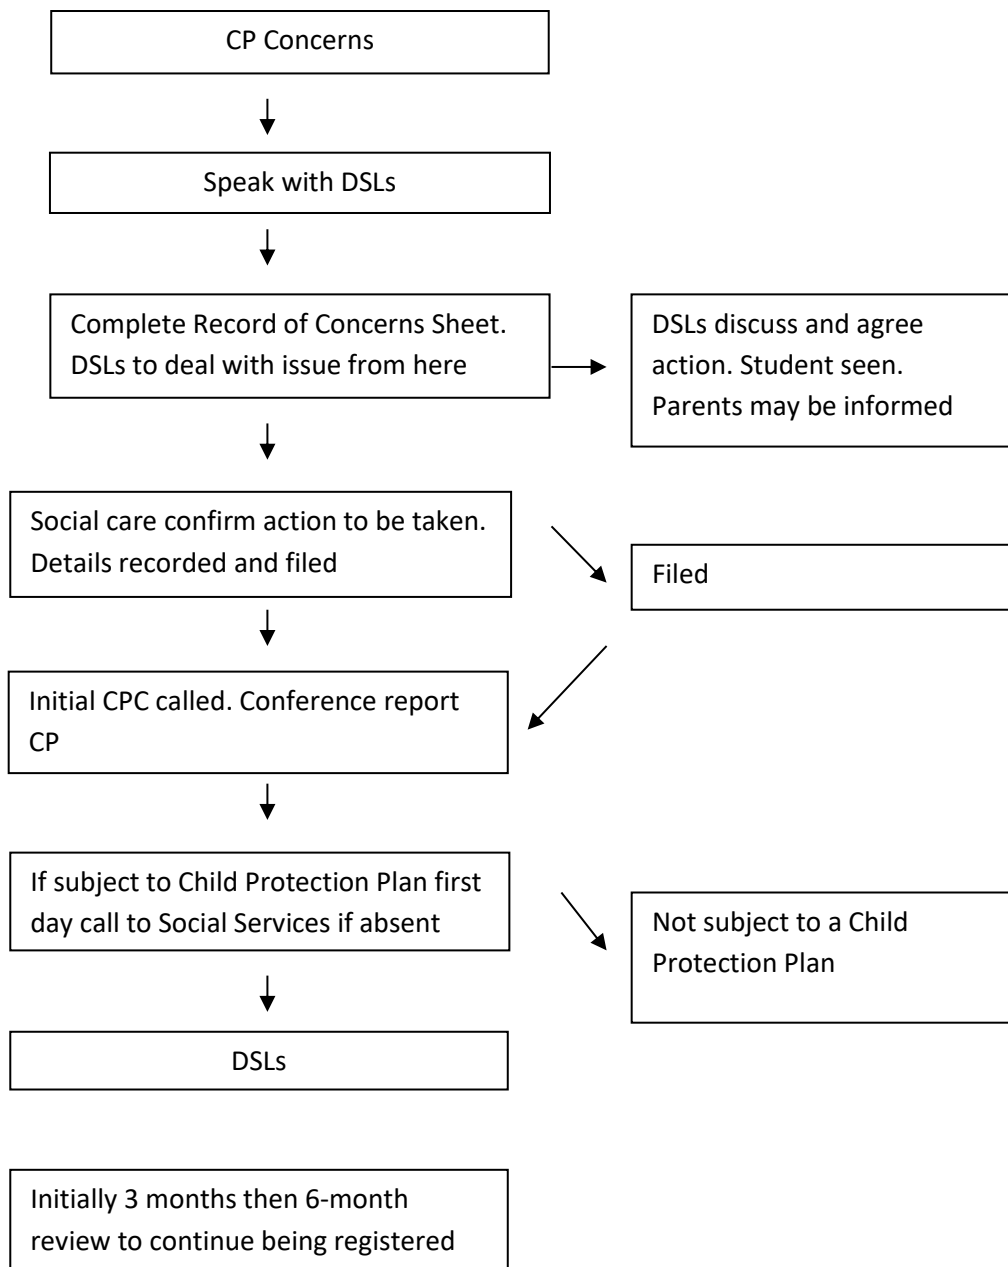 CP Concerns
Speak with DSLs
Complete Record of Concerns Sheet.
DSLs to deal with issue from here
DSLs discuss and agree
action. Student seen.
Parents may be informed
Social care confirm action to be taken.
Details recorded and filed
Filed
Initial CPC called. Conference report
CP
If subject to Child Protection Plan first
day call to Social Services if absent
Not subject to a Child
Protection Plan
DSLs
Initially 3 months then 6-month
review to continue being registered